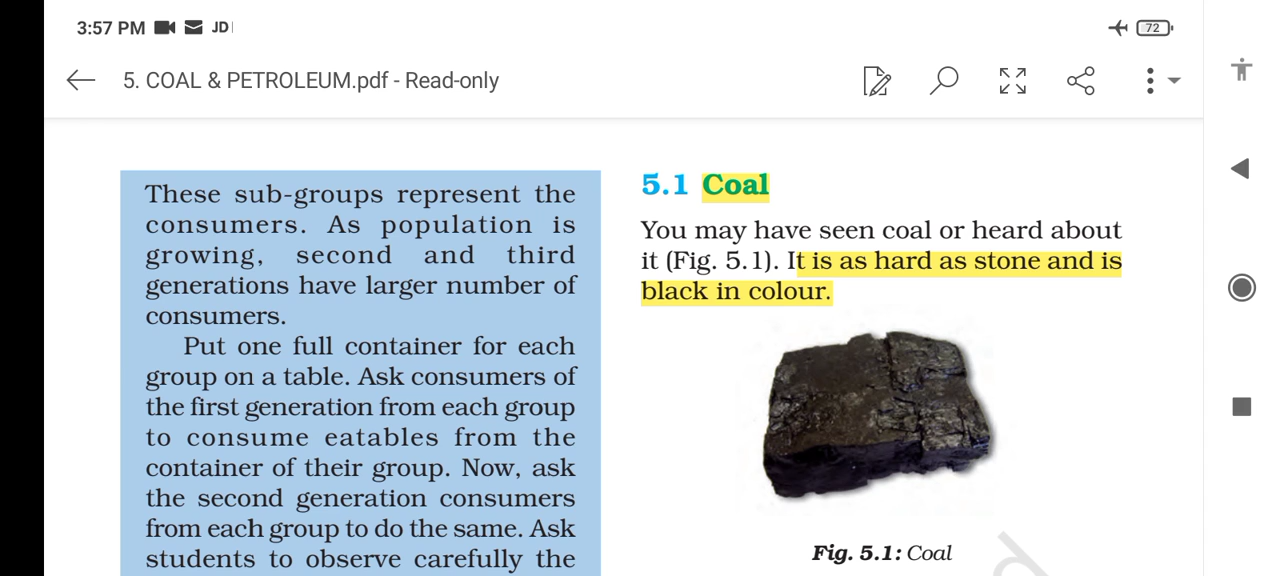 3:57 PM JD
72
5. COAL & PETROLEUM.pdf - Read-only
These sub-groups represent the
consumers. As population is
growing, second and third
generations have larger number of
consumers.
Put one full container for each
group on a table. Ask consumers of
the first generation from each group
to consume eatables from the
container of their group. Now, ask
the second generation consumers
from each group to do the same. Ask
students to observe carefully the
5.1 Coal
You may have seen coal or heard about
it (Fig. 5.1). It is as hard as stone and is
black in colour.
Fig. 5.1: Coal
d